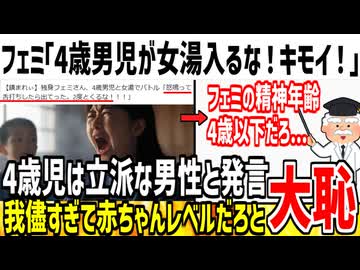 フェミ「4歳男児が女湯入るな！キモイ！」
【鎮まれぃ】独身フェミさん、4歳男児と女湯でバトル「怒鳴って
舌打ちしたら出てった。2度とくるな！！！」
フェミの精神年齢
4歳以下だろ...
4歳児は立派な男性と発言
我儘すぎて赤ちゃんレベルだろと大恥